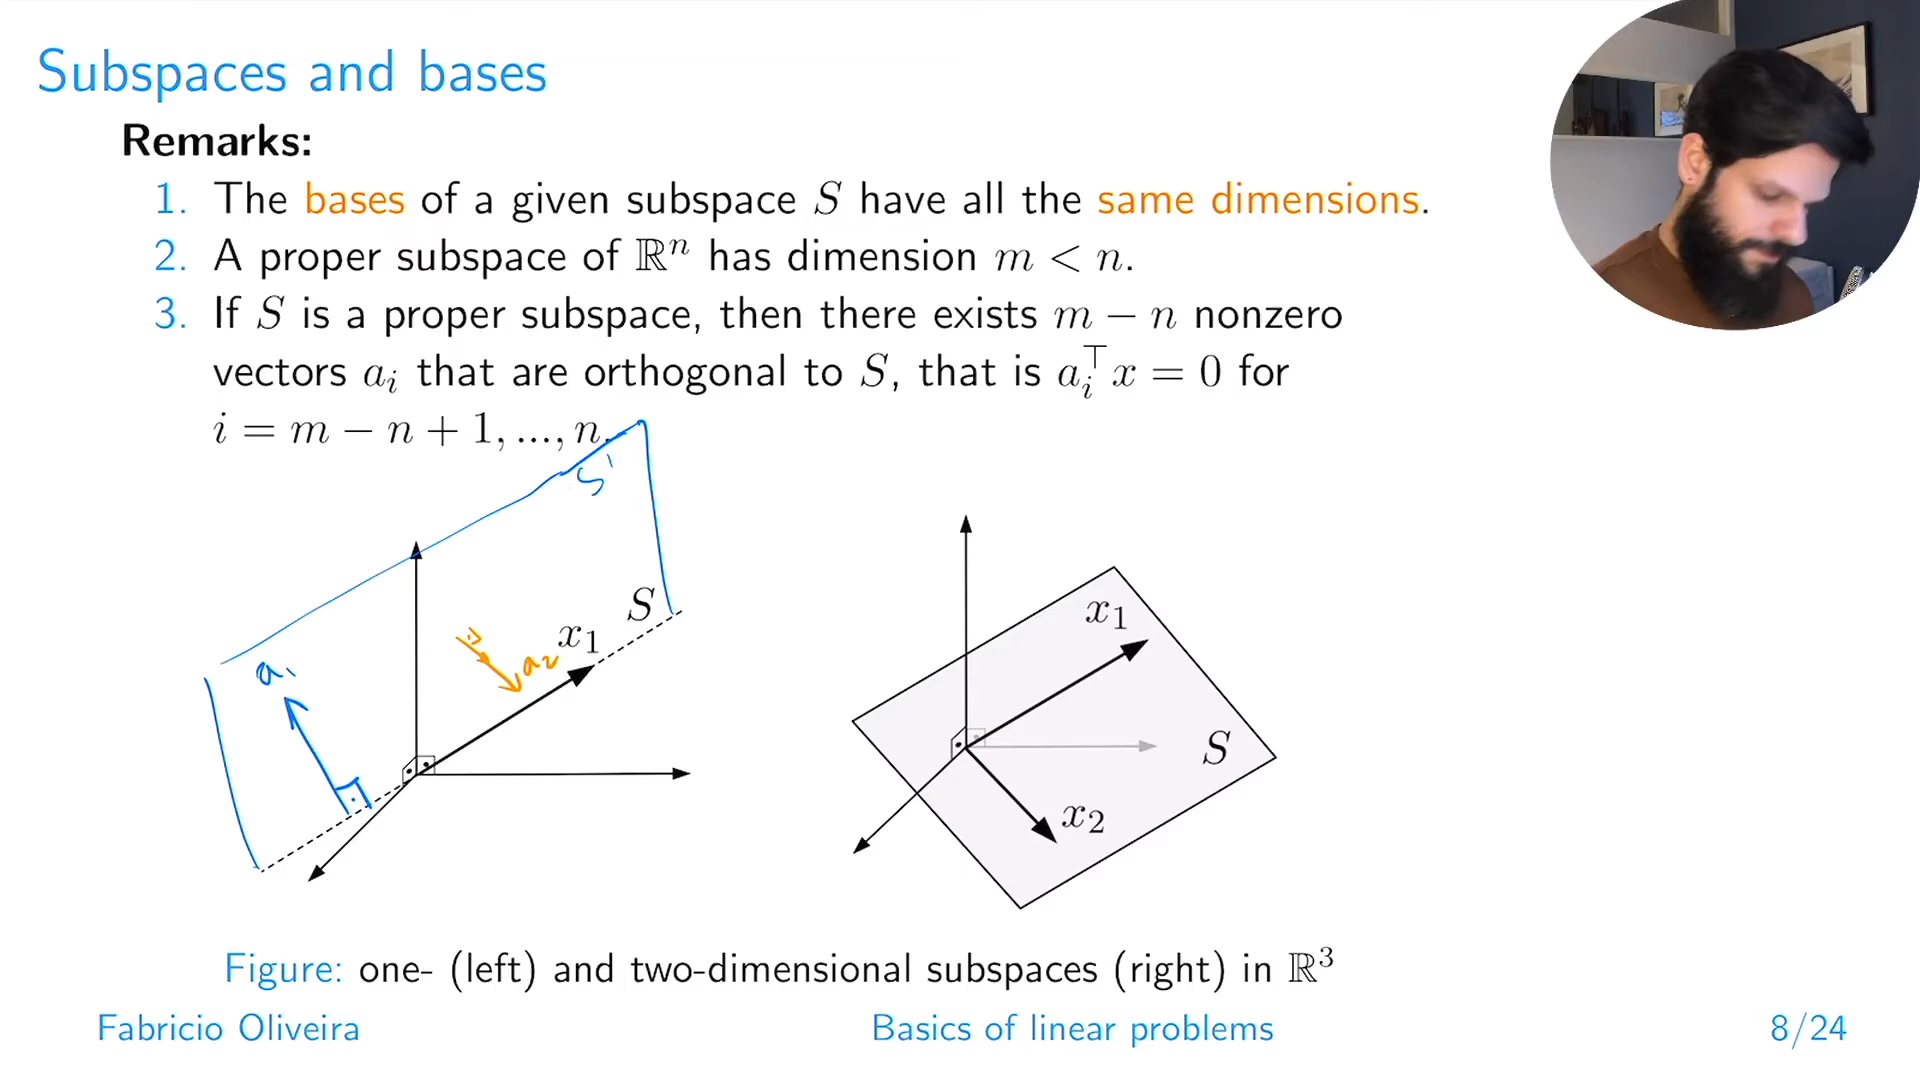 Subspaces and bases
Remarks:
1. The bases of a given subspace S have all the same dimensions.
2. A proper subspace of ℝⁿ has dimension m < n.
3. If S is a proper subspace, then there exists m − n nonzero
vectors aᵢ that are orthogonal to S, that is aᵢ⊤x = 0 for
i = m − n + 1, ..., n.
S'
S
x₁
a₂
a₁
x₁
S
x₂
Figure: one- (left) and two-dimensional subspaces (right) in ℝ³
Fabricio Oliveira Basics of linear problems 8/24